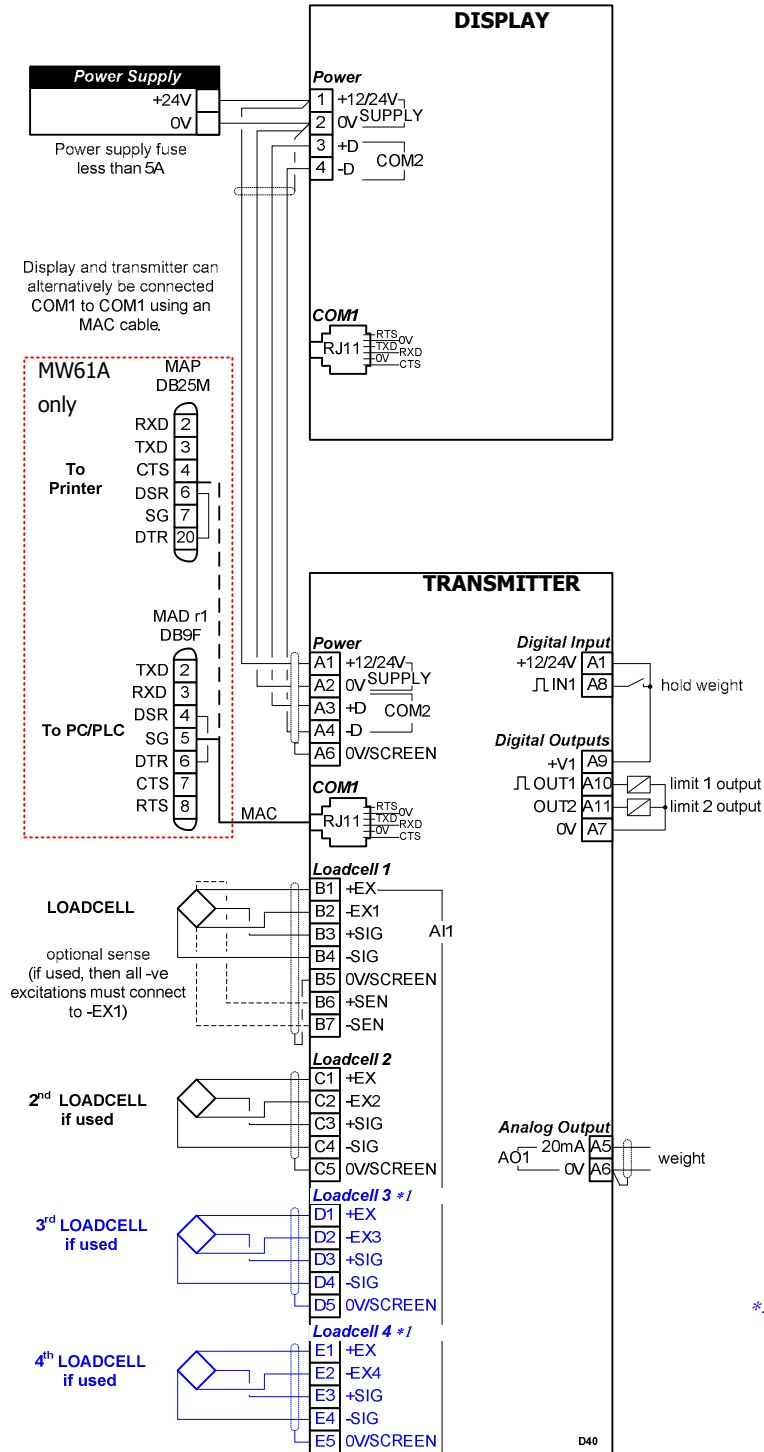 DISPLAY
Power Supply
+24V
0V
Power supply fuse
less than 5A
Power
1 +12/24V
2 0V
SUPPLY
3 +D
4 -D
COM2
Display and transmitter can
alternatively be connected
COM1 to COM1 using an
MAC cable.
COM1
RJ11
RTS
0V
TXD
RXD
0V
CTS
MW61A
only
MAP
DB25M
RXD 2
TXD 3
CTS 4
DSR 6
SG 7
DTR 20
To
Printer
MAD r1
DB9F
TXD 2
RXD 3
DSR 4
SG 5
DTR 6
CTS 7
RTS 8
To PC/PLC
MAC
TRANSMITTER
Power
A1 +12/24V
A2 0V
SUPPLY
A3 +D
A4 -D
COM2
A6 0V/SCREEN
COM1
RJ11
RTS
0V
TXD
RXD
0V
CTS
Digital Input
+12/24V A1
IN1 A8
hold weight
Digital Outputs
+V1 A9
OUT1 A10 limit 1 output
OUT2 A11 limit 2 output
0V A7
Loadcell 1
B1 +EX
B2 -EX1
B3 +SIG
B4 -SIG
B5 0V/SCREEN
B6 +SEN
B7 -SEN
AI1
LOADCELL
optional sense
(if used, then all -ve
excitations must connect
to -EX1)
Loadcell 2
C1 +EX
C2 -EX2
C3 +SIG
C4 -SIG
C5 0V/SCREEN
2nd LOADCELL
if used
Analog Output
AO1
20mA A5
0V A6
weight
Loadcell 3 *1
D1 +EX
D2 -EX3
D3 +SIG
D4 -SIG
D5 0V/SCREEN
3rd LOADCELL
if used
Loadcell 4 *1
E1 +EX
E2 -EX4
E3 +SIG
E4 -SIG
E5 0V/SCREEN
4th LOADCELL
if used
D40